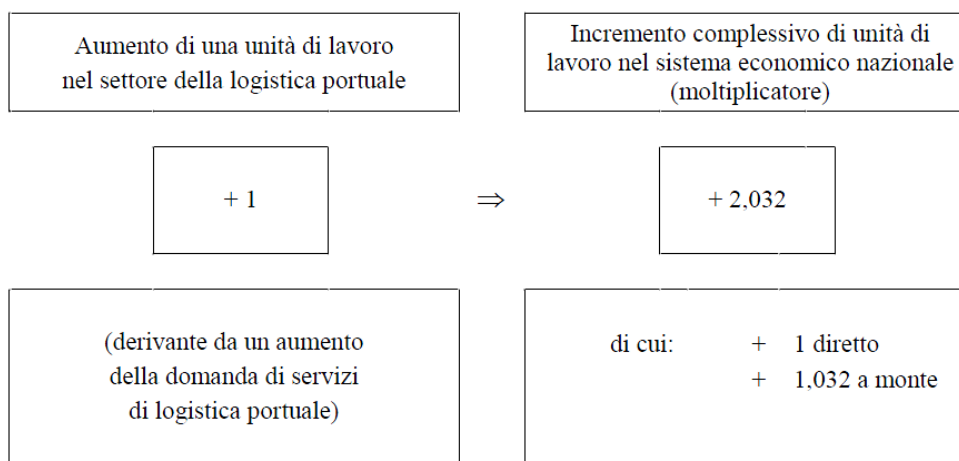 Aumento di una unità di lavoro
nel settore della logistica portuale
Incremento complessivo di unità di
lavoro nel sistema economico nazionale
(moltiplicatore)
+ 1
⇒
+ 2,032
(derivante da un aumento
della domanda di servizi
di logistica portuale)
di cui: + 1 diretto
+ 1,032 a monte